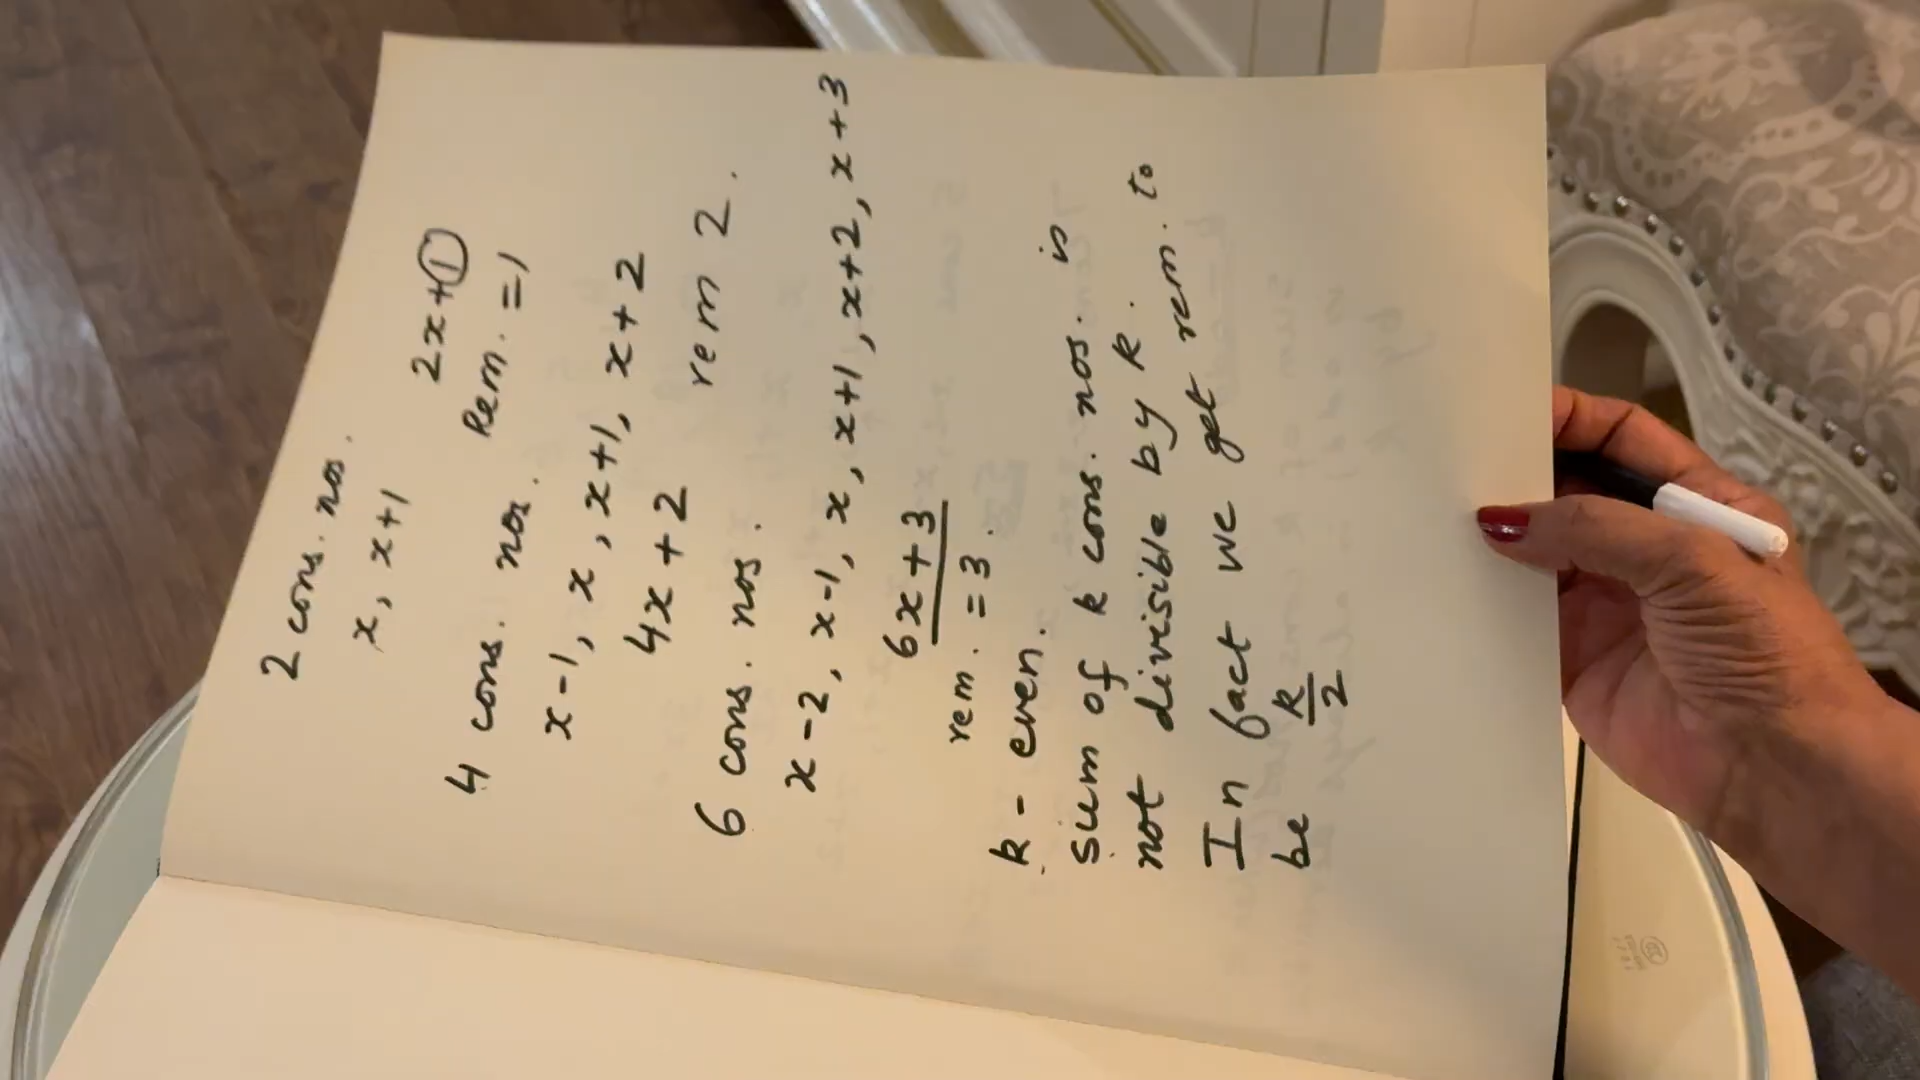 2 cons. nos.
x, x+1
2x+1
Rem. = 1
4 cons. nos.
x-1, x, x+1, x+2
4x+2 rem 2.
6 cons. nos.
x-2, x-1, x, x+1, x+2, x+3
6x+3
rem. = 3.
k - even.
Sum of k cons. nos. is
not divisible by k.
In fact we get rem. to
be k/2